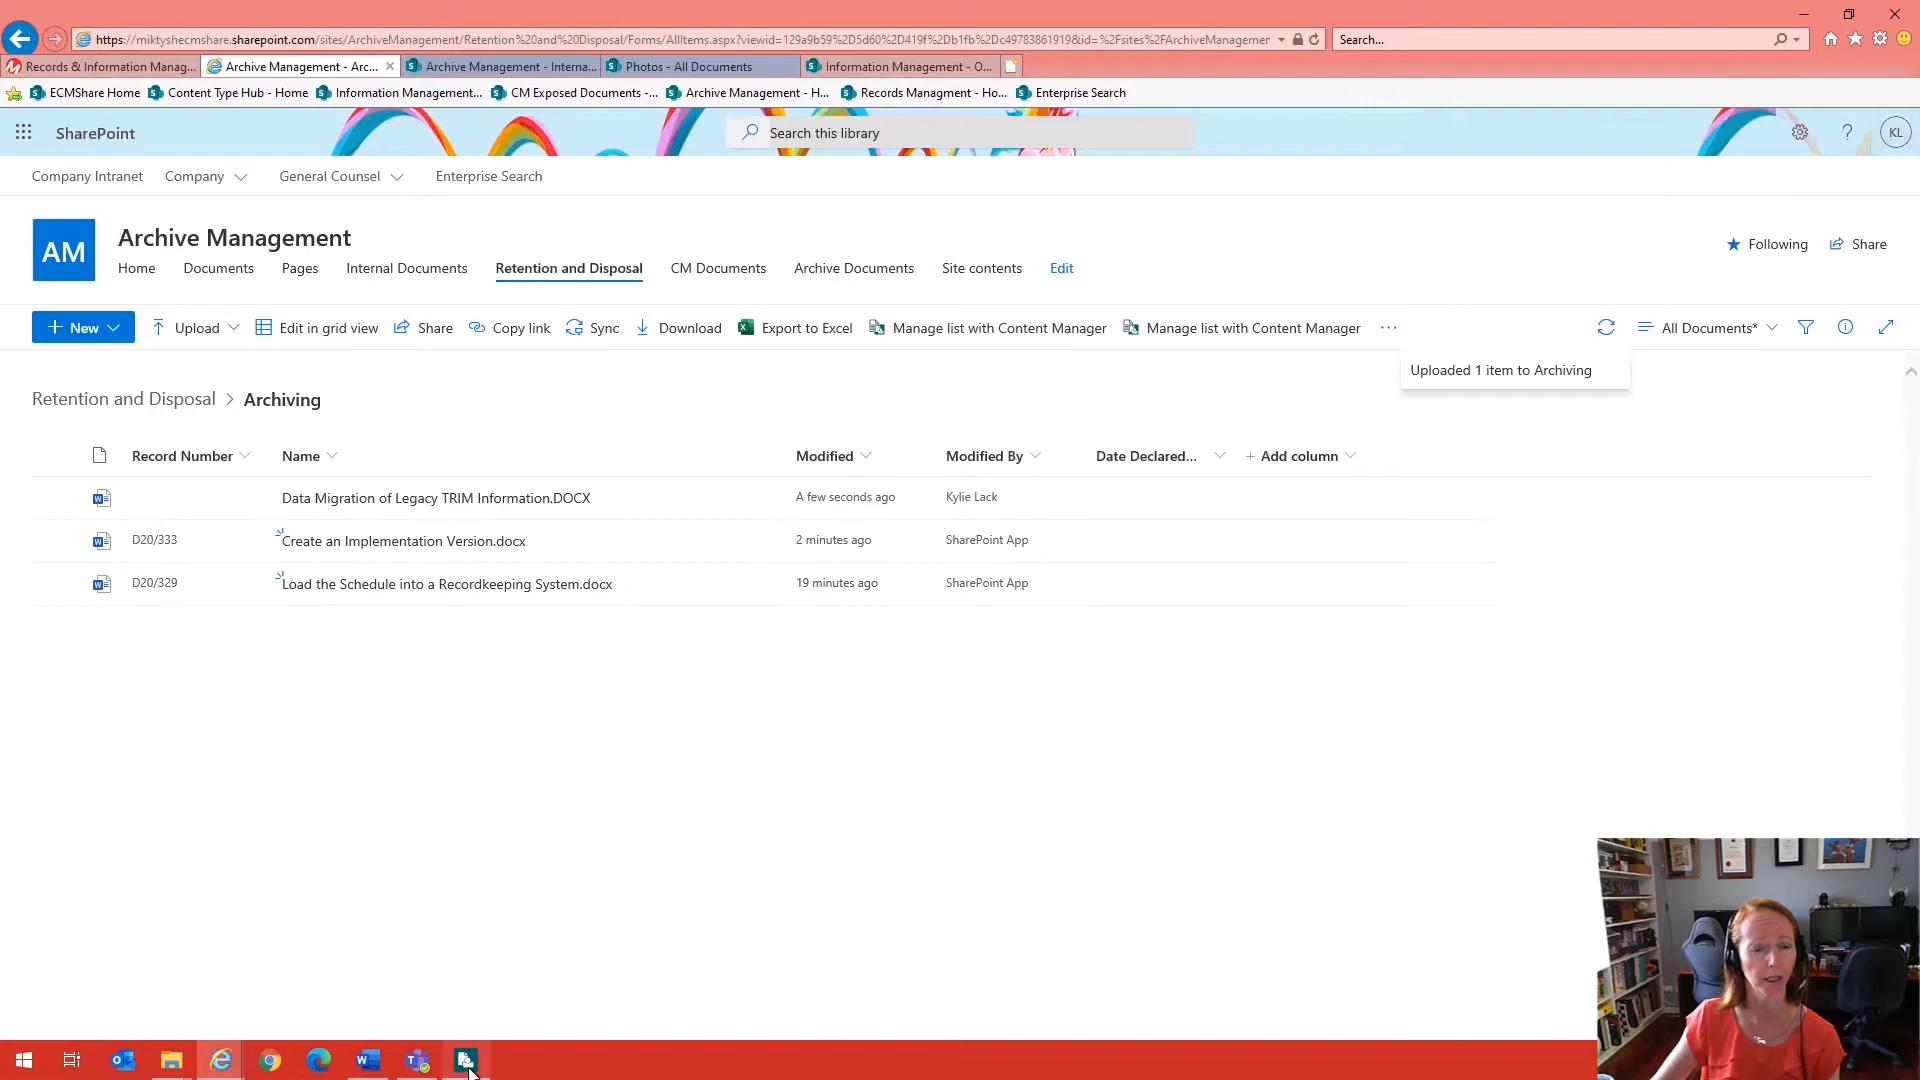 https://miktyshecmshare.sharepoint.com/sites/ArchiveManagement/Retention%20and%20Disposal/Forms/AllItems.aspx?viewid=129a9b59%2D5d60%2D419f%2Db1fb%2Dc49783861919&id=%2Fsites%2FArchiveManagemer
Search...
Records & Information Manag...
Archive Management - Arc...
Archive Management - Interna...
Photos - All Documents
Information Management - O...
ECMShare Home
Content Type Hub - Home
Information Management...
CM Exposed Documents -...
Archive Management - H...
Records Managment - Ho...
Enterprise Search
SharePoint
Search this library
KL
Company Intranet
Company
General Counsel
Enterprise Search
AM
Archive Management
Following
Share
Home
Documents
Pages
Internal Documents
Retention and Disposal
CM Documents
Archive Documents
Site contents
Edit
New
Upload
Edit in grid view
Share
Copy link
Sync
Download
Export to Excel
Manage list with Content Manager
Manage list with Content Manager
All Documents*
Uploaded 1 item to Archiving
Retention and Disposal > Archiving
Record Number
Name
Modified
Modified By
Date Declared...
+ Add column
Data Migration of Legacy TRIM Information.DOCX
A few seconds ago
Kylie Lack
D20/333
Create an Implementation Version.docx
2 minutes ago
SharePoint App
D20/329
Load the Schedule into a Recordkeeping System.docx
19 minutes ago
SharePoint App